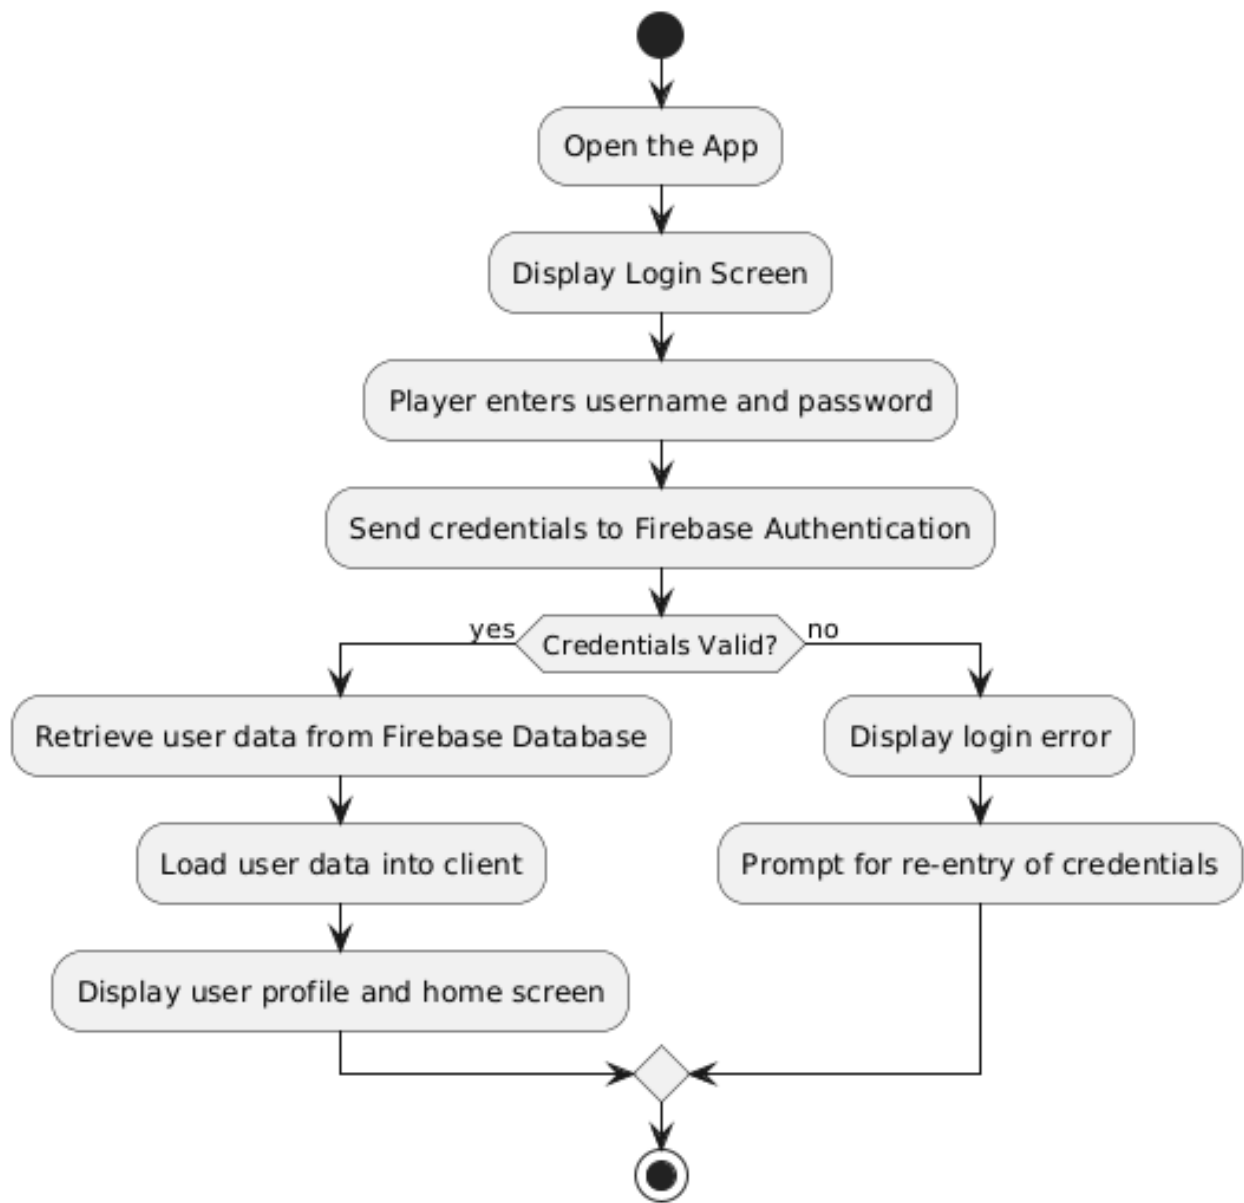 Open the App
Display Login Screen
Player enters username and password
Send credentials to Firebase Authentication
yes
Credentials Valid?
no
Retrieve user data from Firebase Database
Display login error
Load user data into client
Prompt for re-entry of credentials
Display user profile and home screen